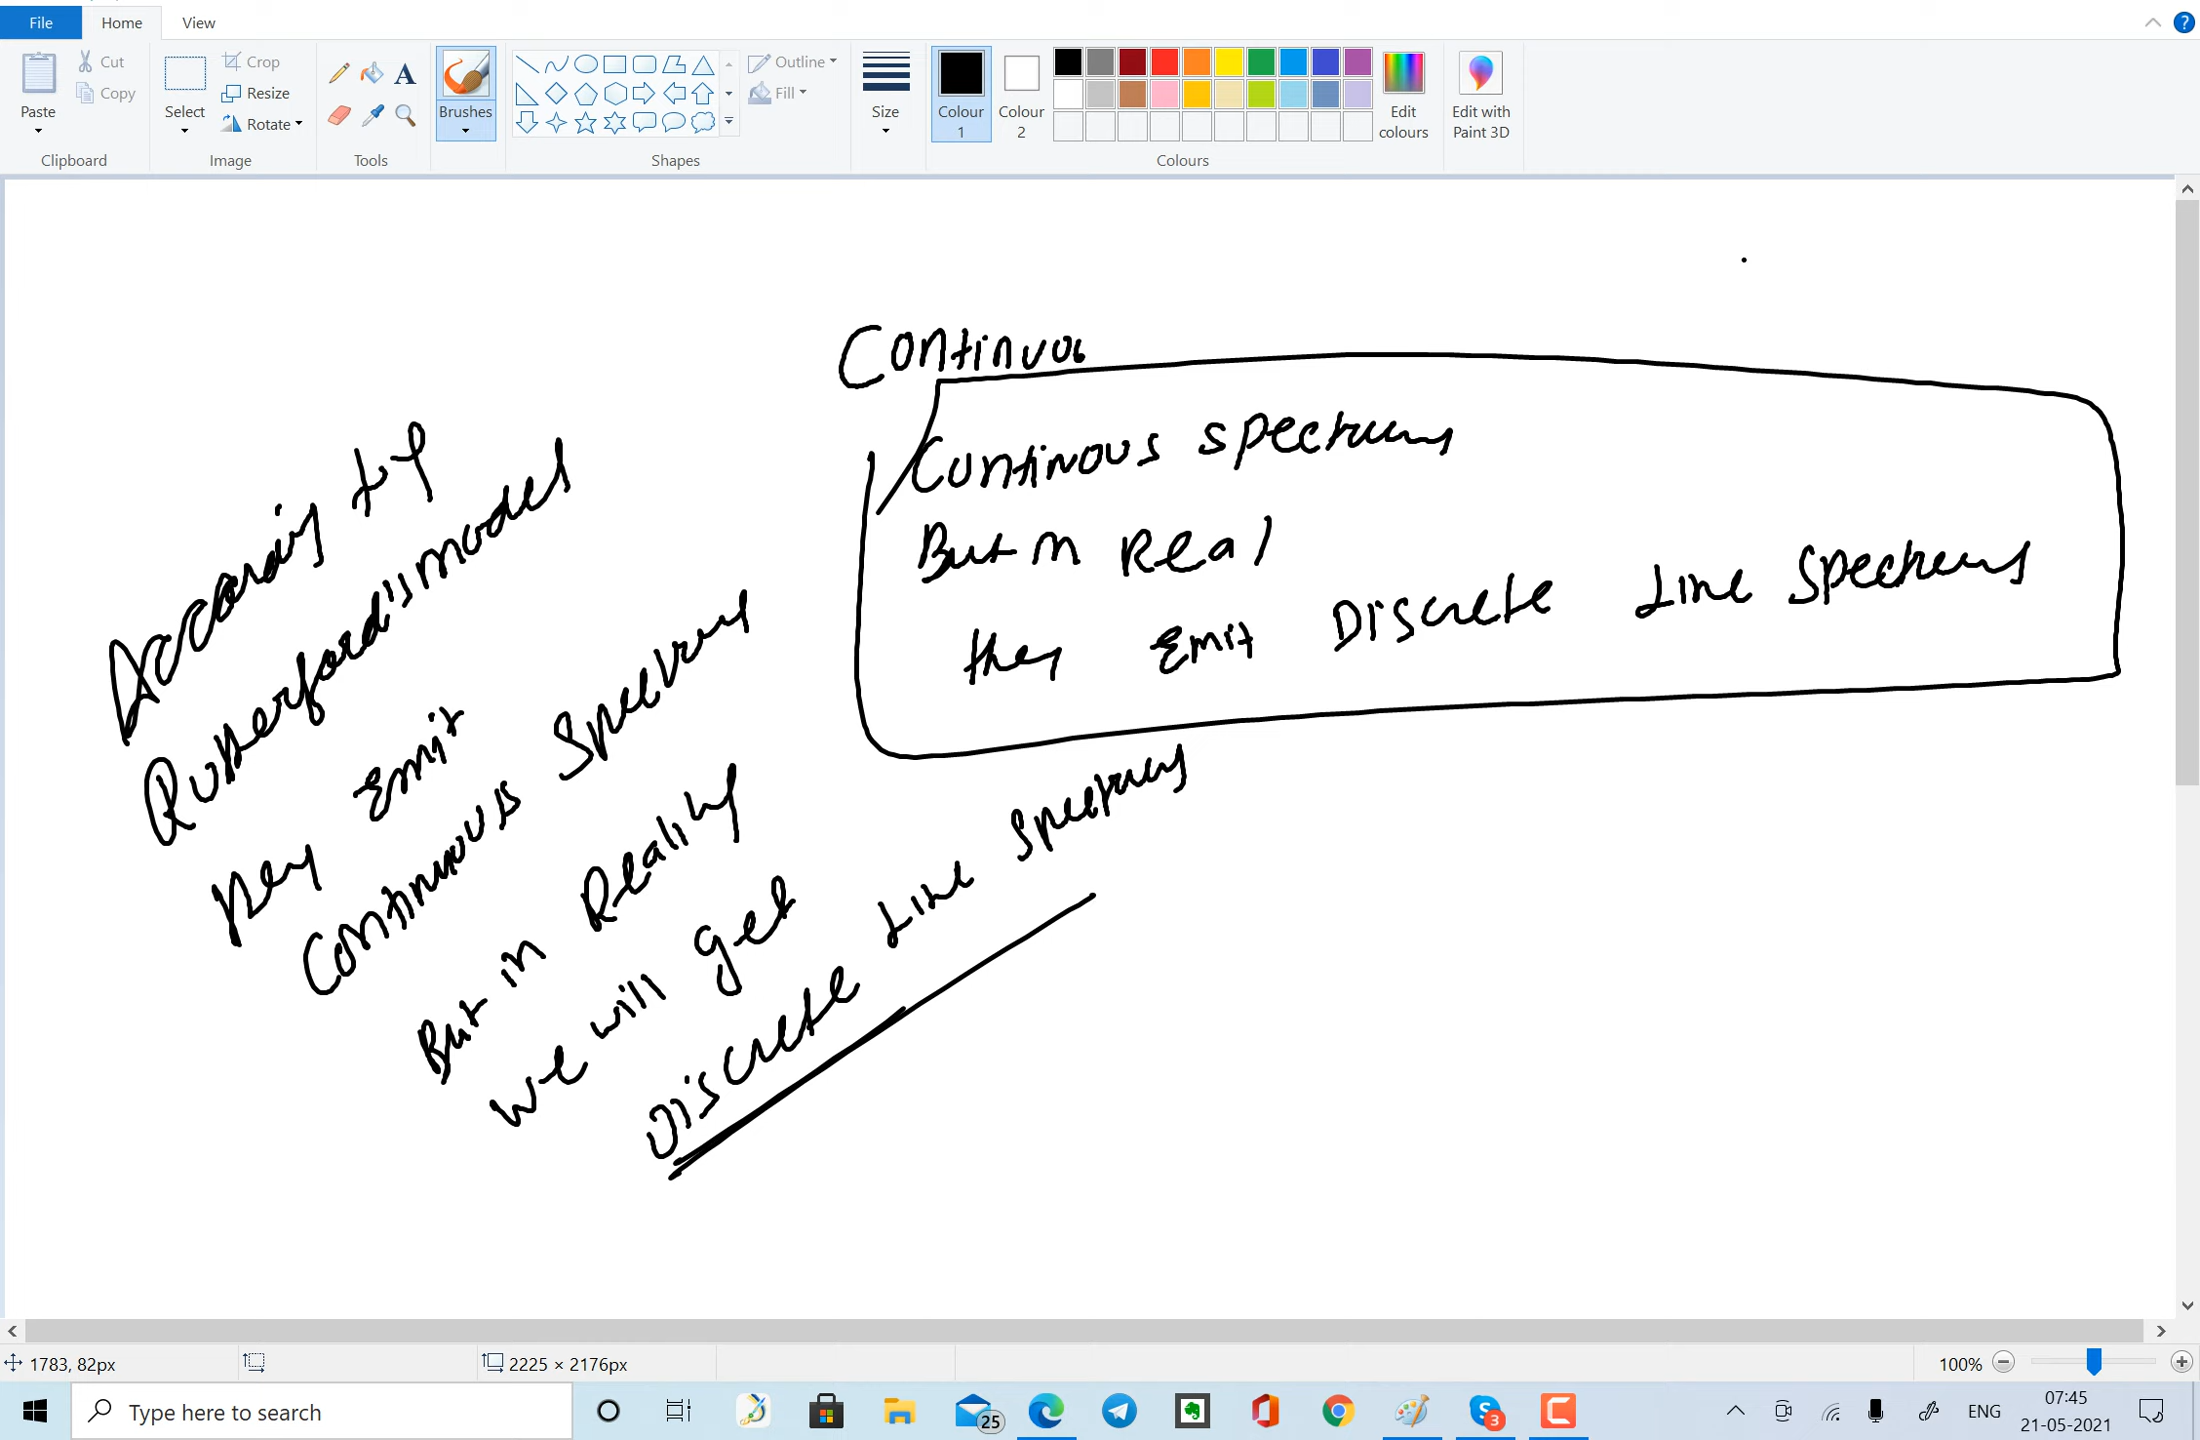 File Home View
Paste Cut Copy Clipboard
Select Crop Resize Rotate Image
Tools
Brushes
Shapes
Outline Fill
Size
Colour 1 Colour 2
Edit colours
Colours
Edit with Paint 3D
Continuou
Continous spectrum
But in Real
they Emit Discrete Line Spectrum
According to
Rutherford's model
they Emit
Continuous Spectrum
But in Reality
we will get
Discrete Line Spectrum
1783, 82px
2225 × 2176px
100%
Type here to search
25
3
ENG
07:45
21-05-2021